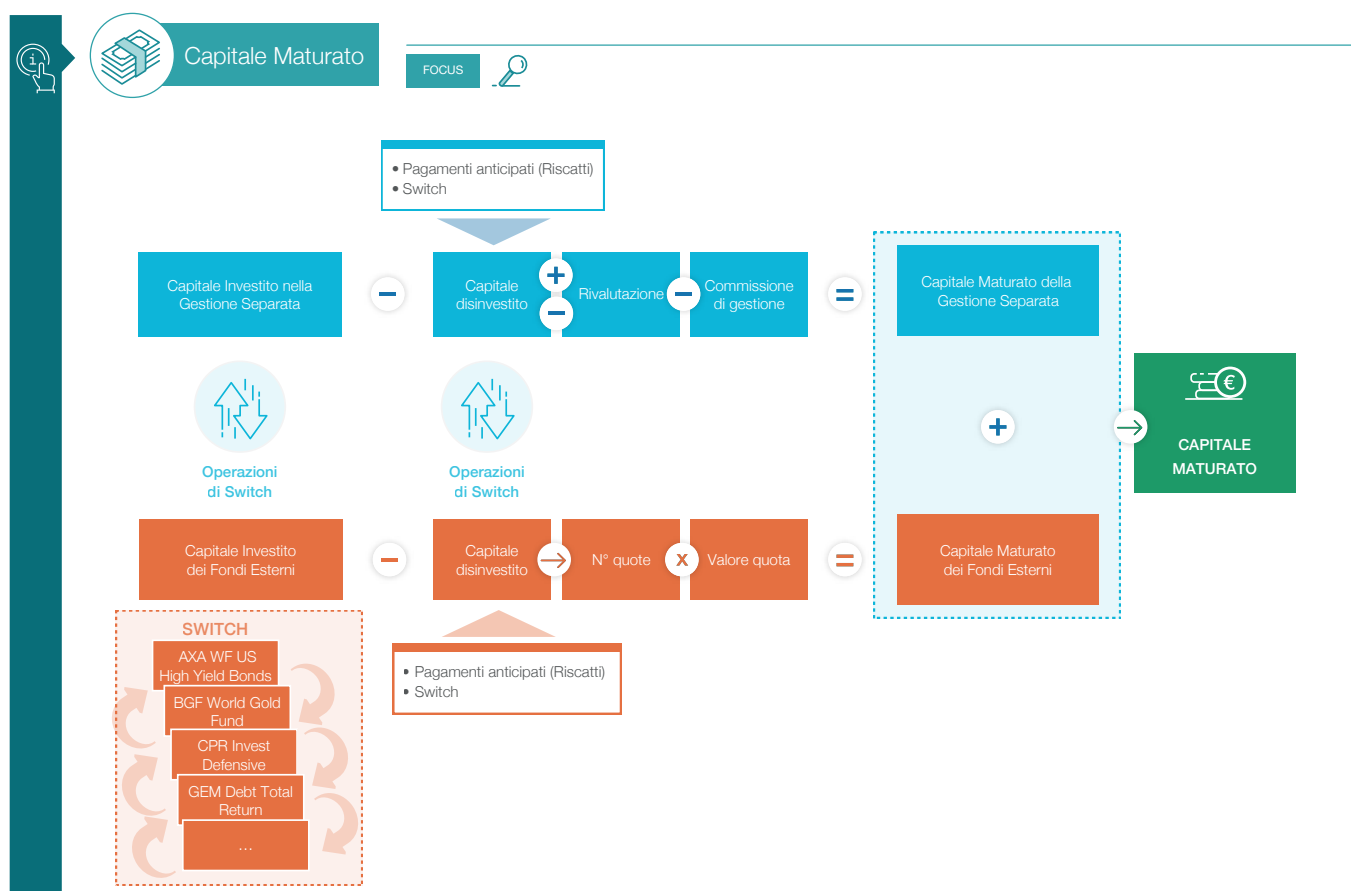 Capitale Maturato
FOCUS
• Pagamenti anticipati (Riscatti)
• Switch
Capitale Investito nella
Gestione Separata
−
Capitale
disinvestito
+
−
Rivalutazione
−
Commissione
di gestione
=
Capitale Maturato della
Gestione Separata
Operazioni
di Switch
Operazioni
di Switch
+
→
€
CAPITALE
MATURATO
Capitale Investito
dei Fondi Esterni
−
Capitale
disinvestito
→
N° quote
x
Valore quota
=
Capitale Maturato
dei Fondi Esterni
• Pagamenti anticipati (Riscatti)
• Switch
SWITCH
AXA WF US
High Yield Bonds
BGF World Gold
Fund
CPR Invest
Defensive
GEM Debt Total
Return
...